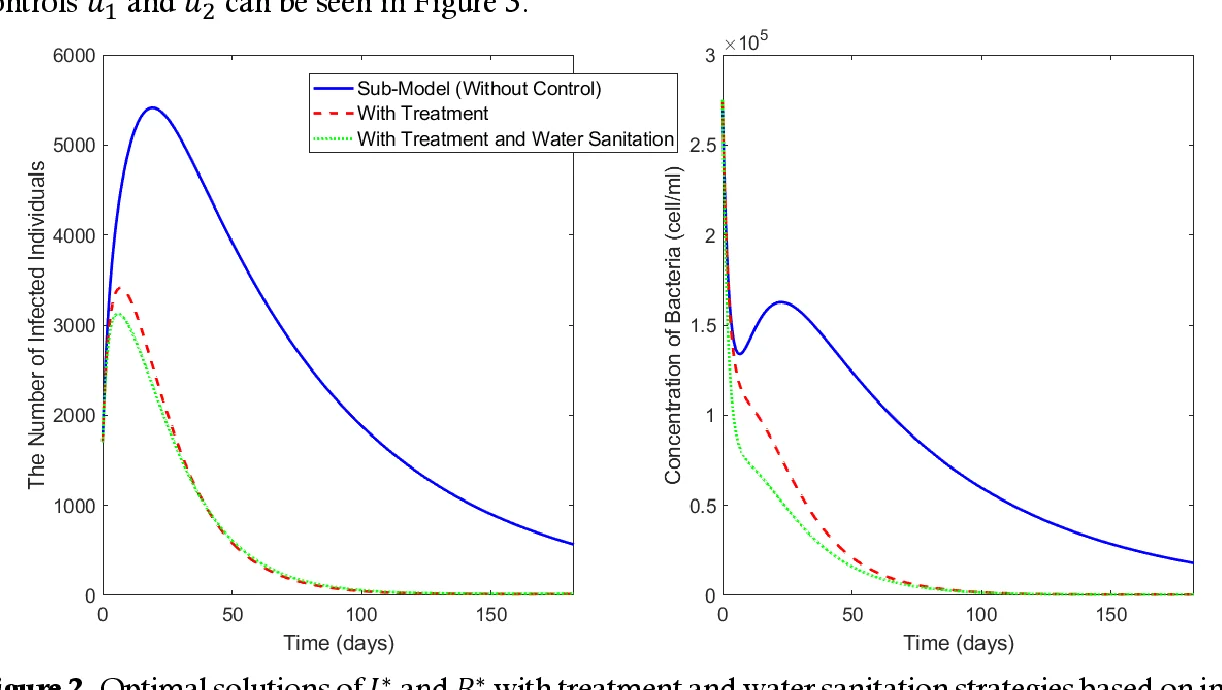 controls u₁ and u₂ can be seen in Figure 3.
6000
5000
4000
3000
2000
1000
0
The Number of Infected Individuals
0 50 100 150
Time (days)
Sub-Model (Without Control)
With Treatment
With Treatment and Water Sanitation
×10⁵
3
2.5
2
1.5
1
0.5
0
Concentration of Bacteria (cell/ml)
0 50 100 150
Time (days)
Figure 2. Optimal solutions of I* and B* with treatment and water sanitation strategies based on in